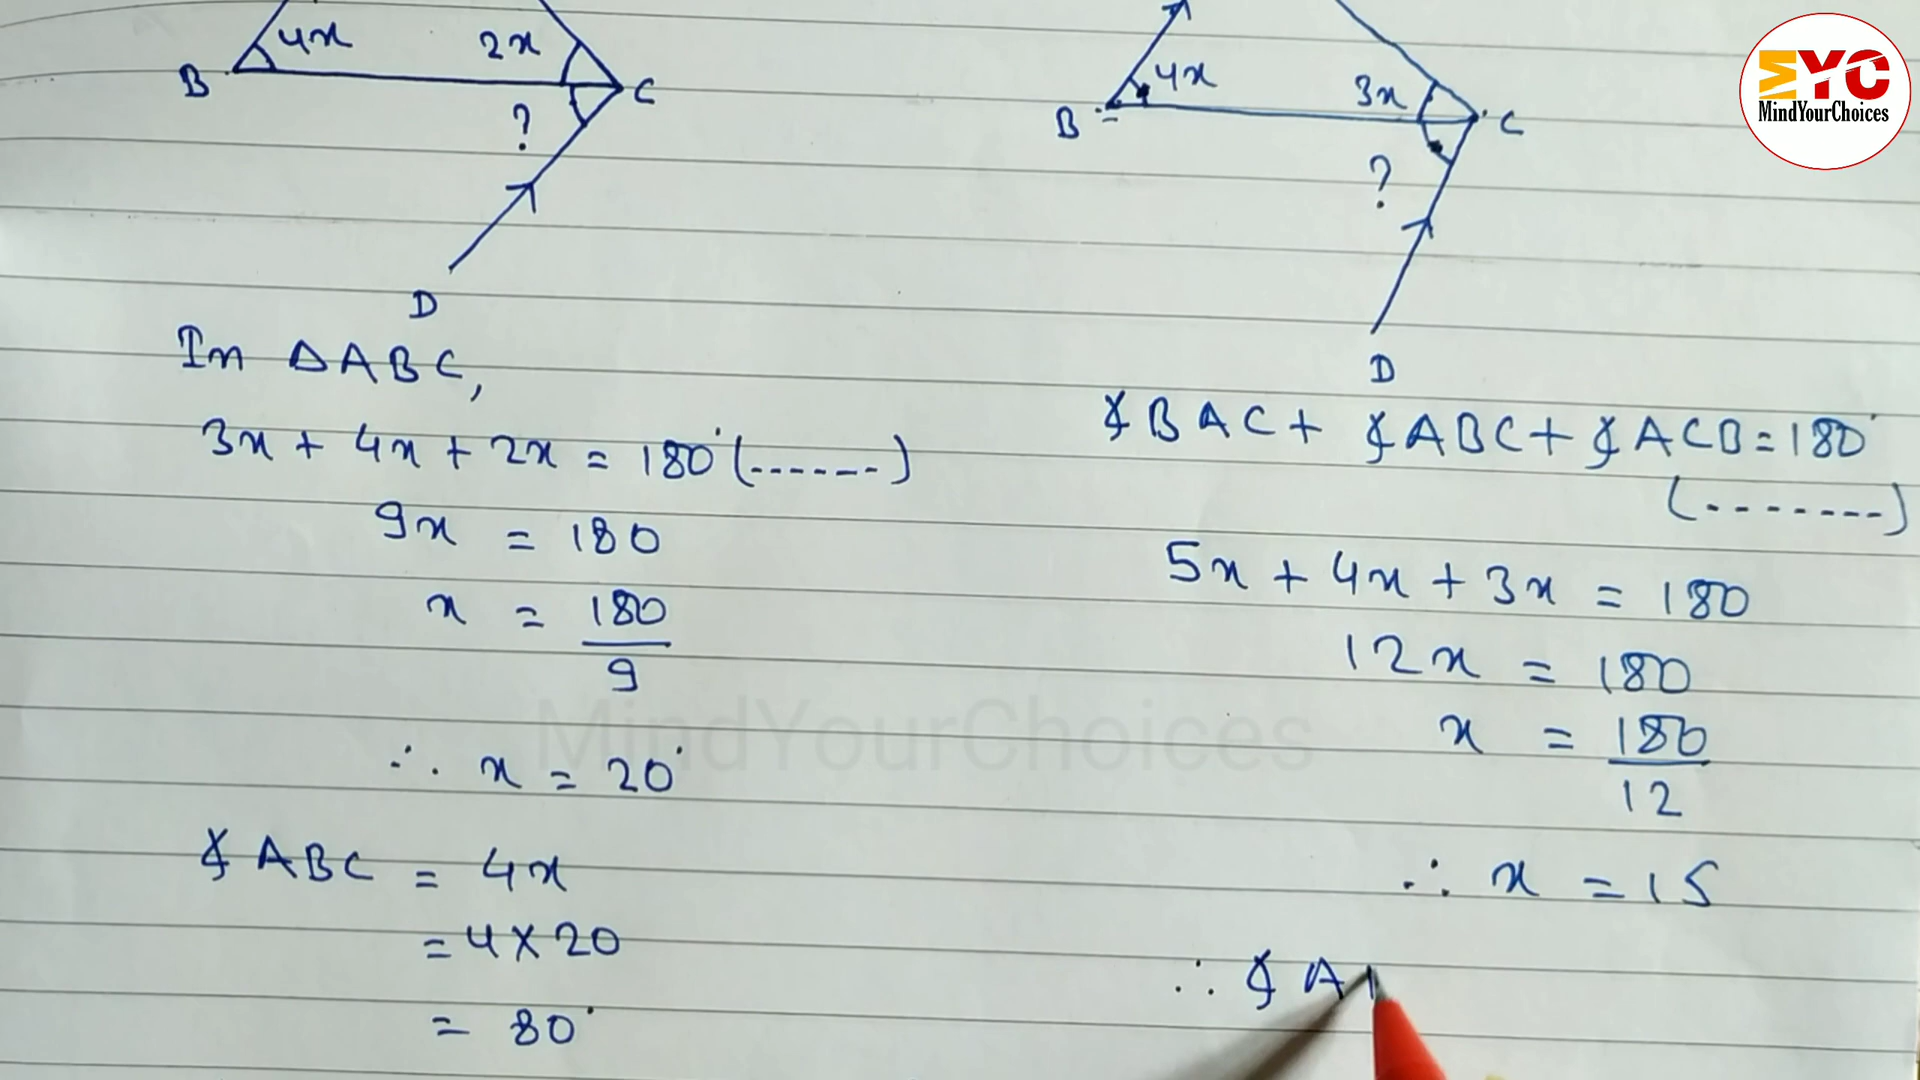 MYC
MindYourChoices
4x 2x
B C
?
D
In ΔABC,
3x + 4x + 2x = 180° (------)
9x = 180
x = 180/9
∴ x = 20°
∡ABC = 4x
= 4 × 20
= 80°
4x 3x
B C
?
D
∡BAC + ∡ABC + ∡ACB = 180°
(-------)
5x + 4x + 3x = 180
12x = 180
x = 180/12
∴ x = 15
∴ ∡A
MindYourChoices